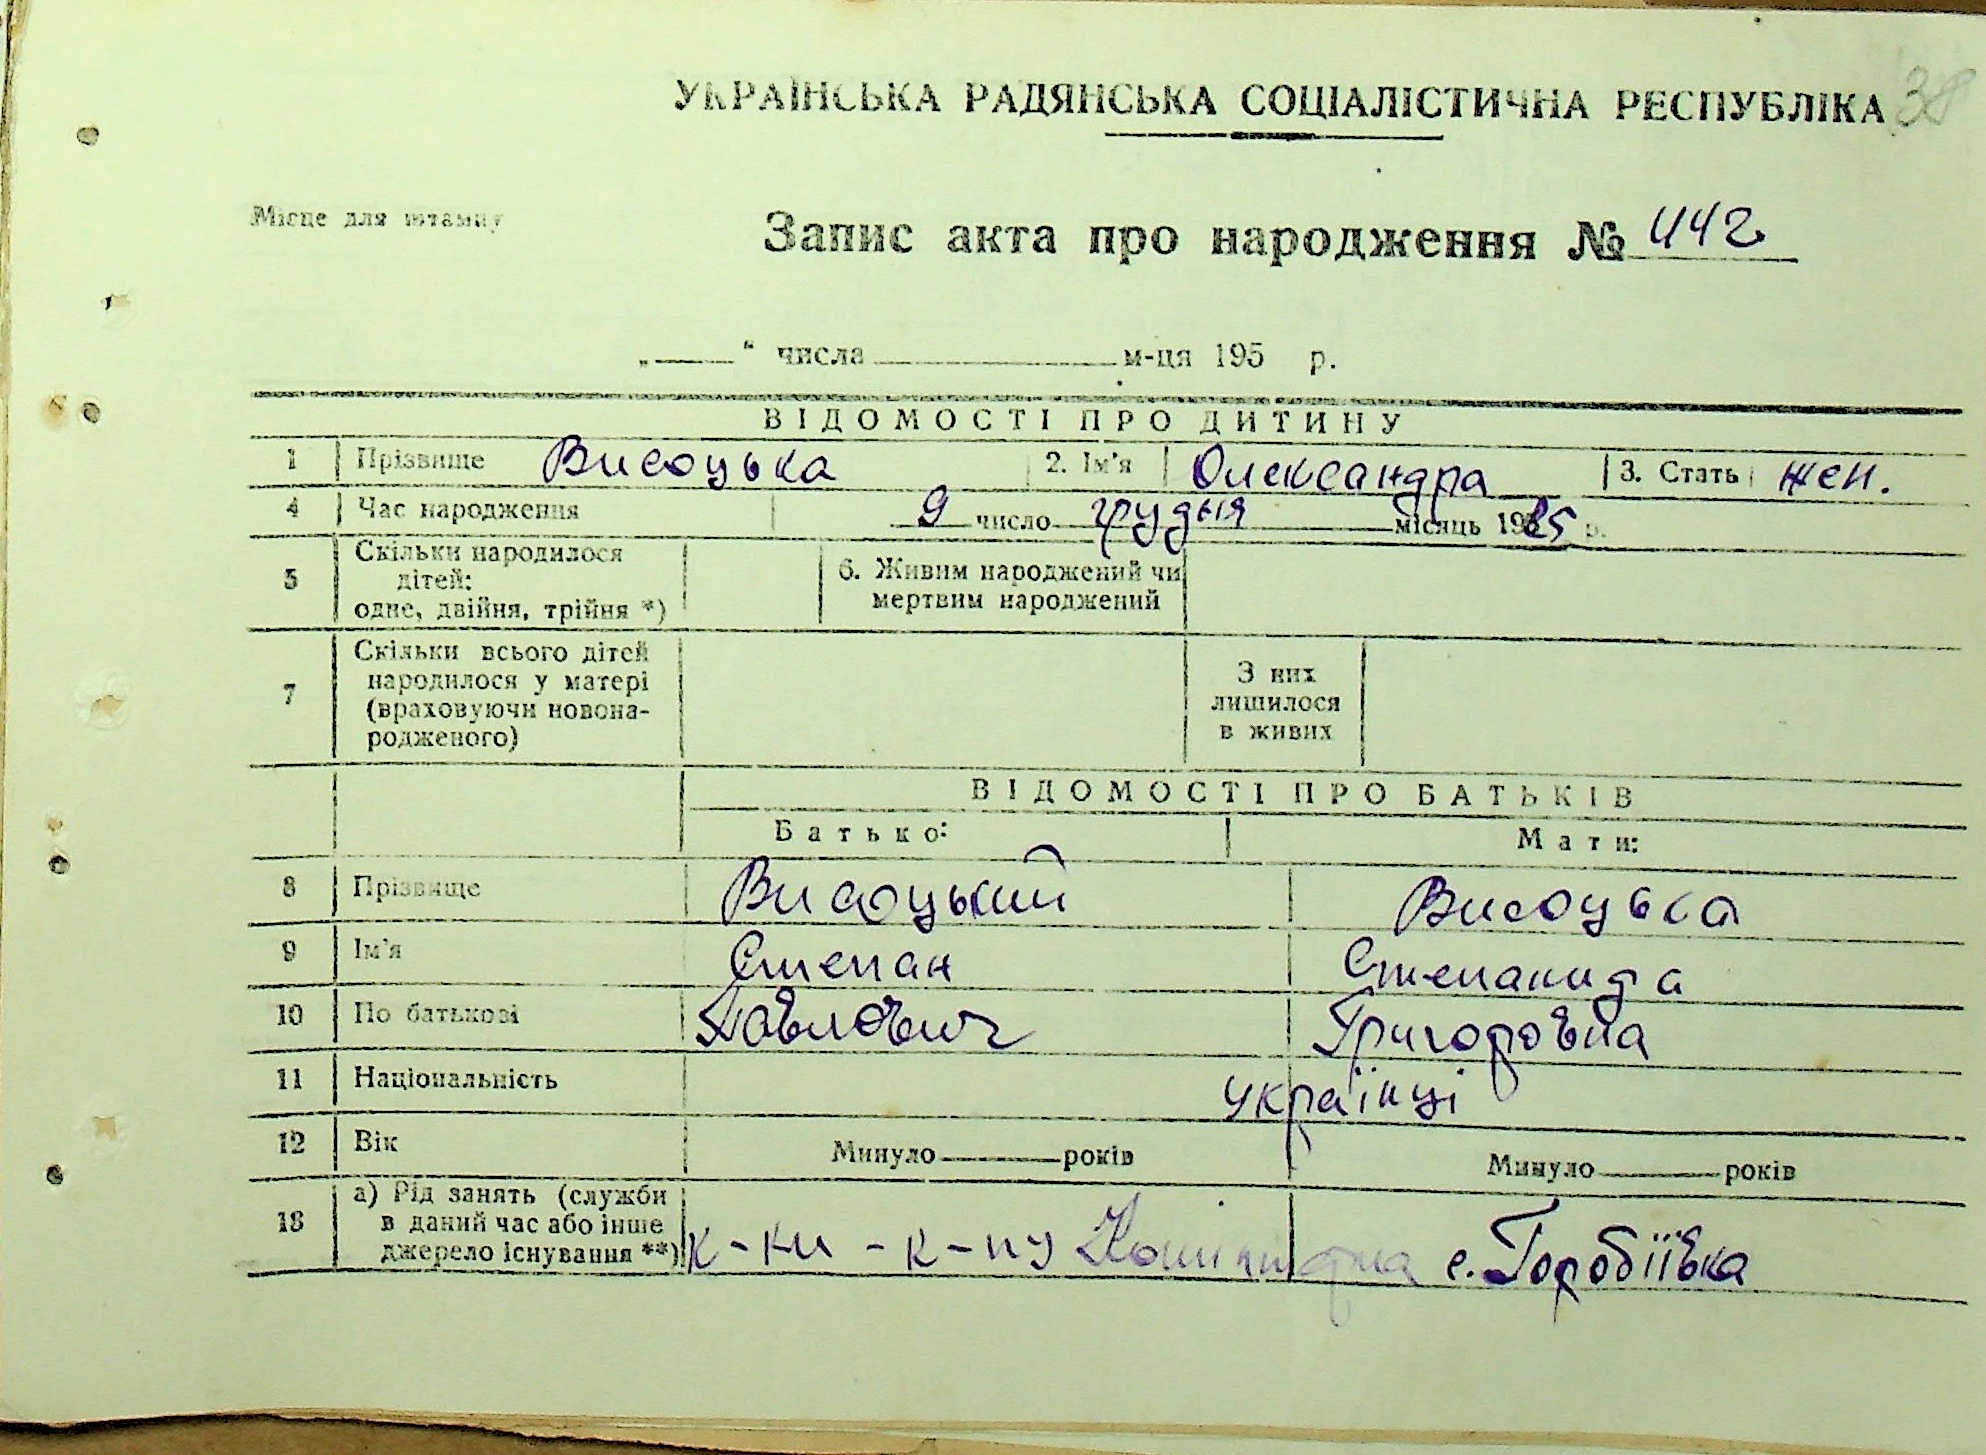 УКРАЇНСЬКА РАДЯНСЬКА СОЦІАЛІСТИЧНА РЕСПУБЛІКА 38
Місце для штампу
Запис акта про народження № 442
„ “ числа м-ця 195 р.
ВІДОМОСТІ ПРО ДИТИНУ
1 Прізвище Висоцька 2. Ім'я Олександра 3. Стать жен.
4 Час народження 9 число грудня місяць 1925 р.
5 Скільки народилося дітей: одне, двійня, трійня *) 6. Живим народжений чи мертвим народжений
7 Скільки всього дітей народилося у матері (враховуючи новонародженого) З них лишилося в живих
ВІДОМОСТІ ПРО БАТЬКІВ
Батько: Мати:
8 Прізвище Висоцький Висоцька
9 Ім'я Степан Степанида
10 По батькові Павлович Григоровна
11 Національність українці
12 Вік Минуло років Минуло років
13 а) Рід занять (служби в даний час або інше джерело існування **) к-ки - к-пу с. Горобіївка